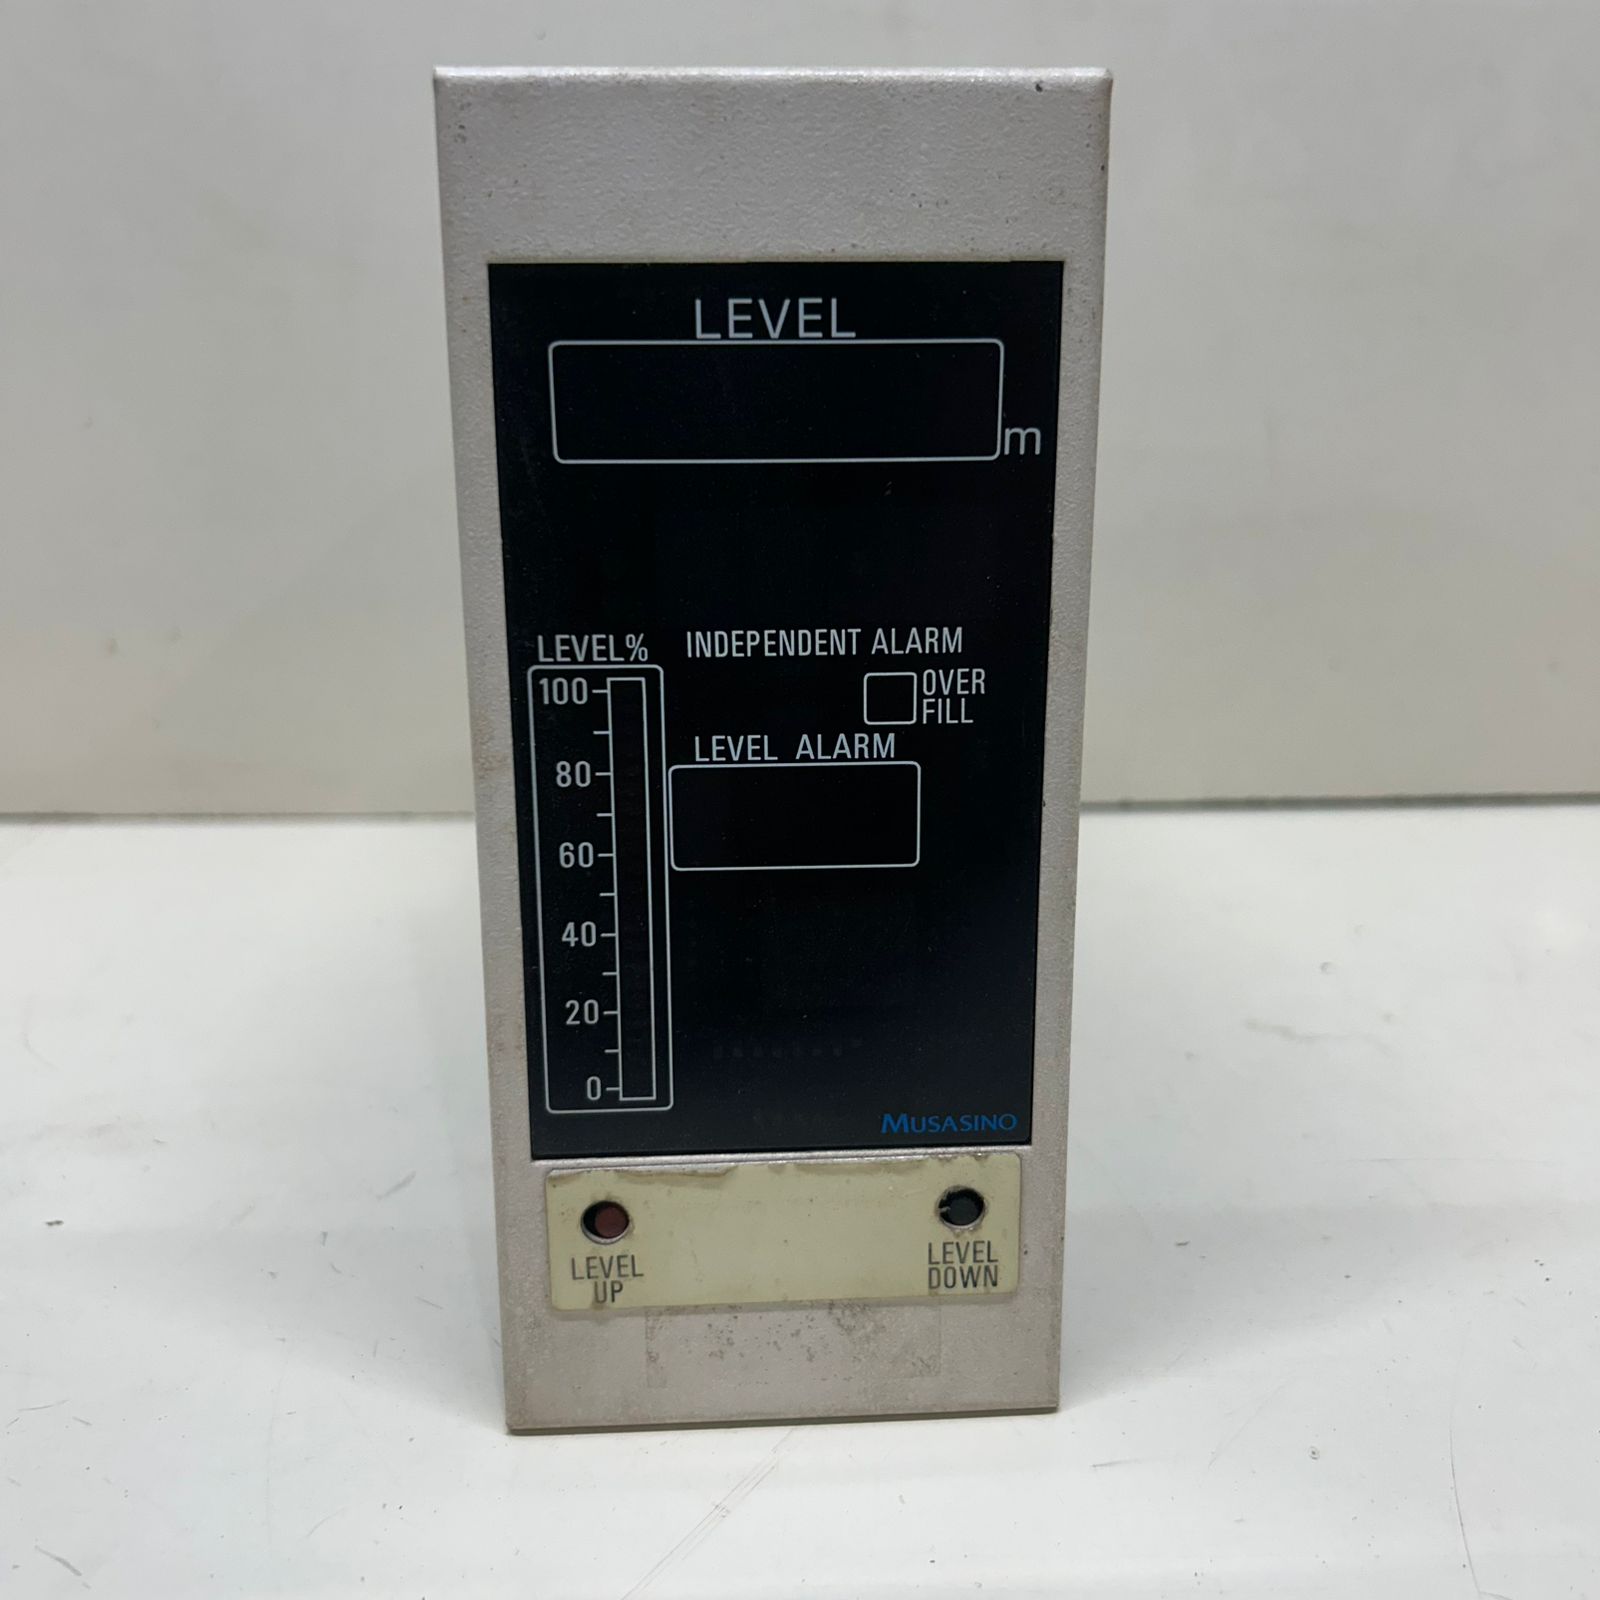 LEVEL
m
LEVEL%
INDEPENDENT ALARM
100
OVER
FILL
LEVEL ALARM
80
60
40
20
0
MUSASINO
LEVEL
UP
LEVEL
DOWN